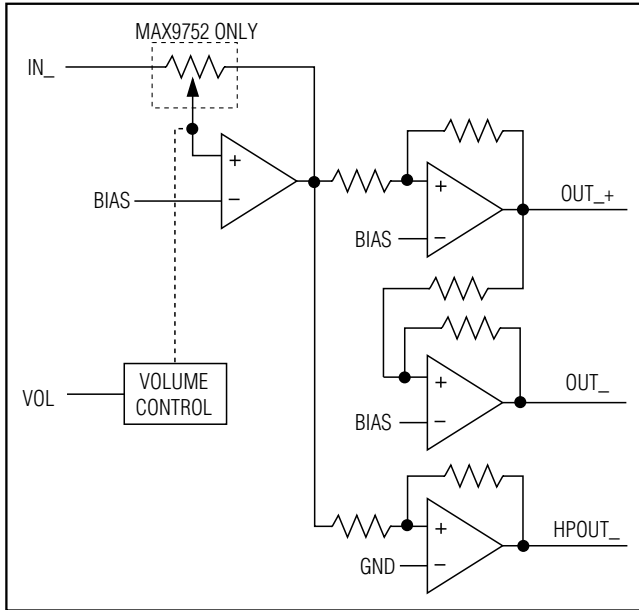 MAX9752 ONLY
IN_
+
−
BIAS
+
−
BIAS
OUT_+
VOL
VOLUME
CONTROL
+
−
BIAS
OUT_
+
−
GND
HPOUT_